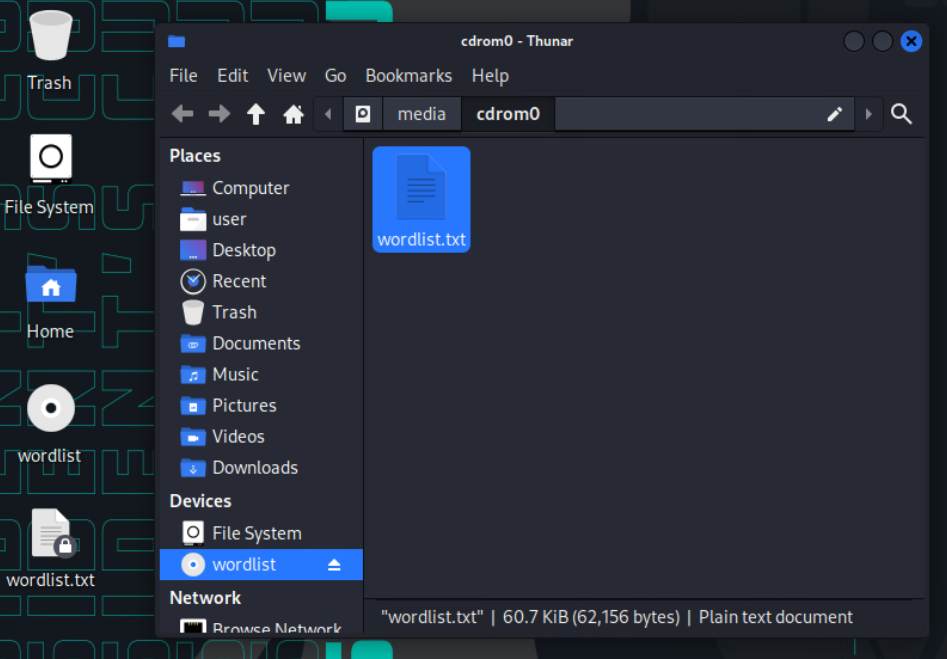 Trash
File System
Home
wordlist
wordlist.txt
cdrom0 - Thunar
File Edit View Go Bookmarks Help
media cdrom0
Places
Computer
user
Desktop
Recent
Trash
Documents
Music
Pictures
Videos
Downloads
Devices
File System
wordlist
Network
Browse Network
wordlist.txt
"wordlist.txt" | 60.7 KiB (62,156 bytes) | Plain text document